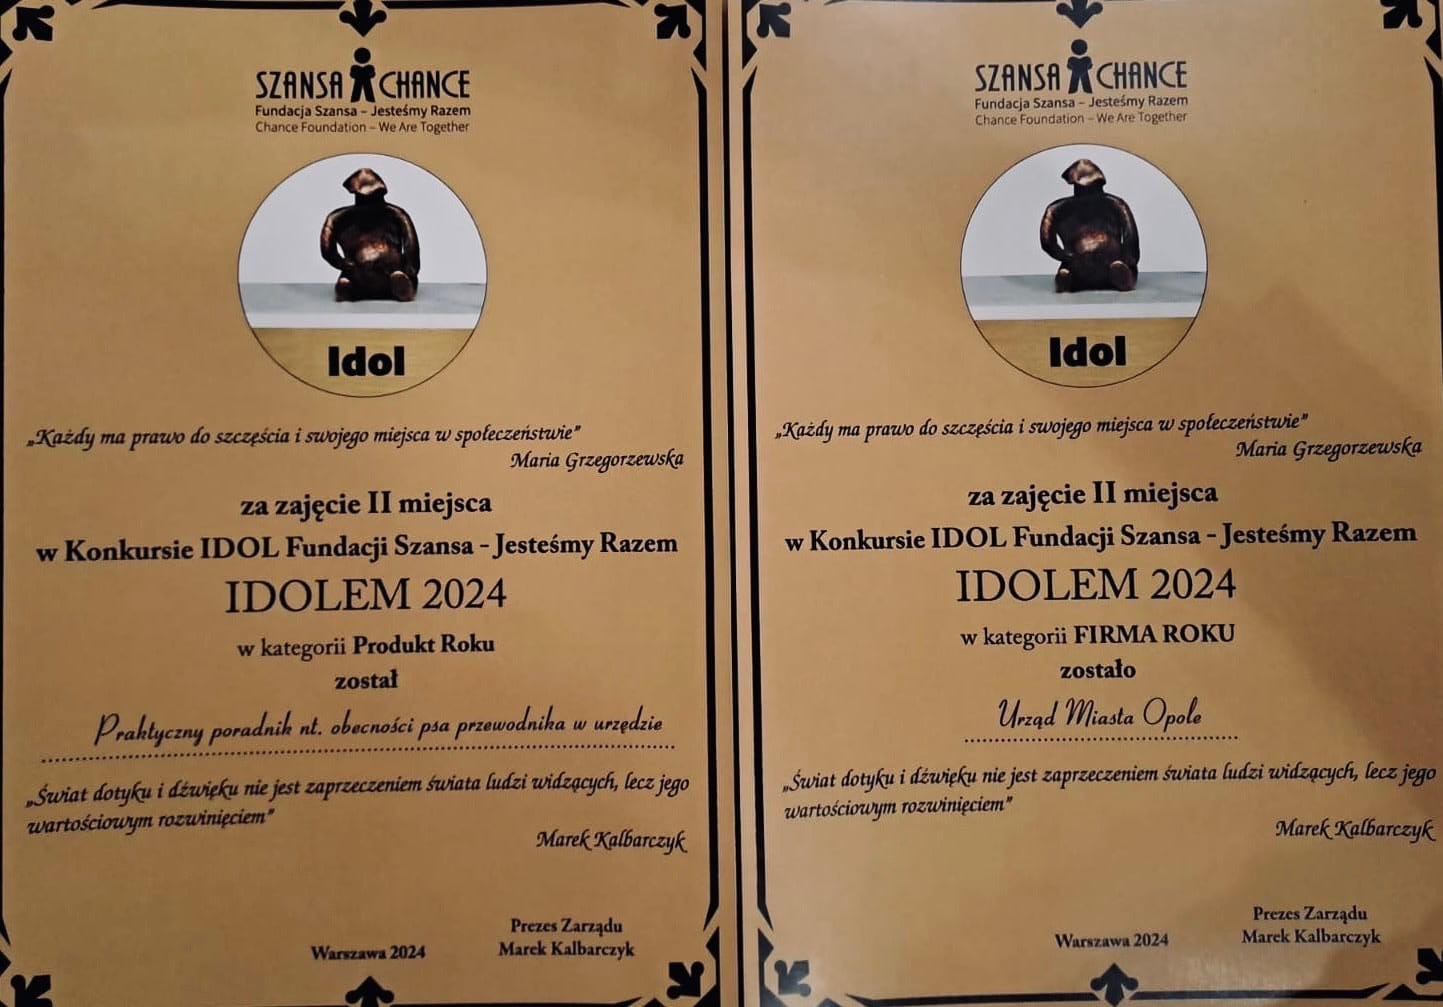 SZANSA CHANCE
Fundacja Szansa – Jesteśmy Razem
Chance Foundation – We Are Together
Idol
„Każdy ma prawo do szczęścia i swojego miejsca w społeczeństwie”
Maria Grzegorzewska
za zajęcie II miejsca
w Konkursie IDOL Fundacji Szansa - Jesteśmy Razem
IDOLEM 2024
w kategorii Produkt Roku
został
Praktyczny poradnik nt. obecności psa przewodnika w urzędzie
„Świat dotyku i dźwięku nie jest zaprzeczeniem świata ludzi widzących, lecz jego
wartościowym rozwinięciem”
Marek Kalbarczyk
Prezes Zarządu
Warszawa 2024
Marek Kalbarczyk
SZANSA CHANCE
Fundacja Szansa – Jesteśmy Razem
Chance Foundation – We Are Together
Idol
„Każdy ma prawo do szczęścia i swojego miejsca w społeczeństwie”
Maria Grzegorzewska
za zajęcie II miejsca
w Konkursie IDOL Fundacji Szansa - Jesteśmy Razem
IDOLEM 2024
w kategorii FIRMA ROKU
zostało
Urząd Miasta Opole
„Świat dotyku i dźwięku nie jest zaprzeczeniem świata ludzi widzących, lecz jego
wartościowym rozwinięciem”
Marek Kalbarczyk
Prezes Zarządu
Warszawa 2024
Marek Kalbarczyk